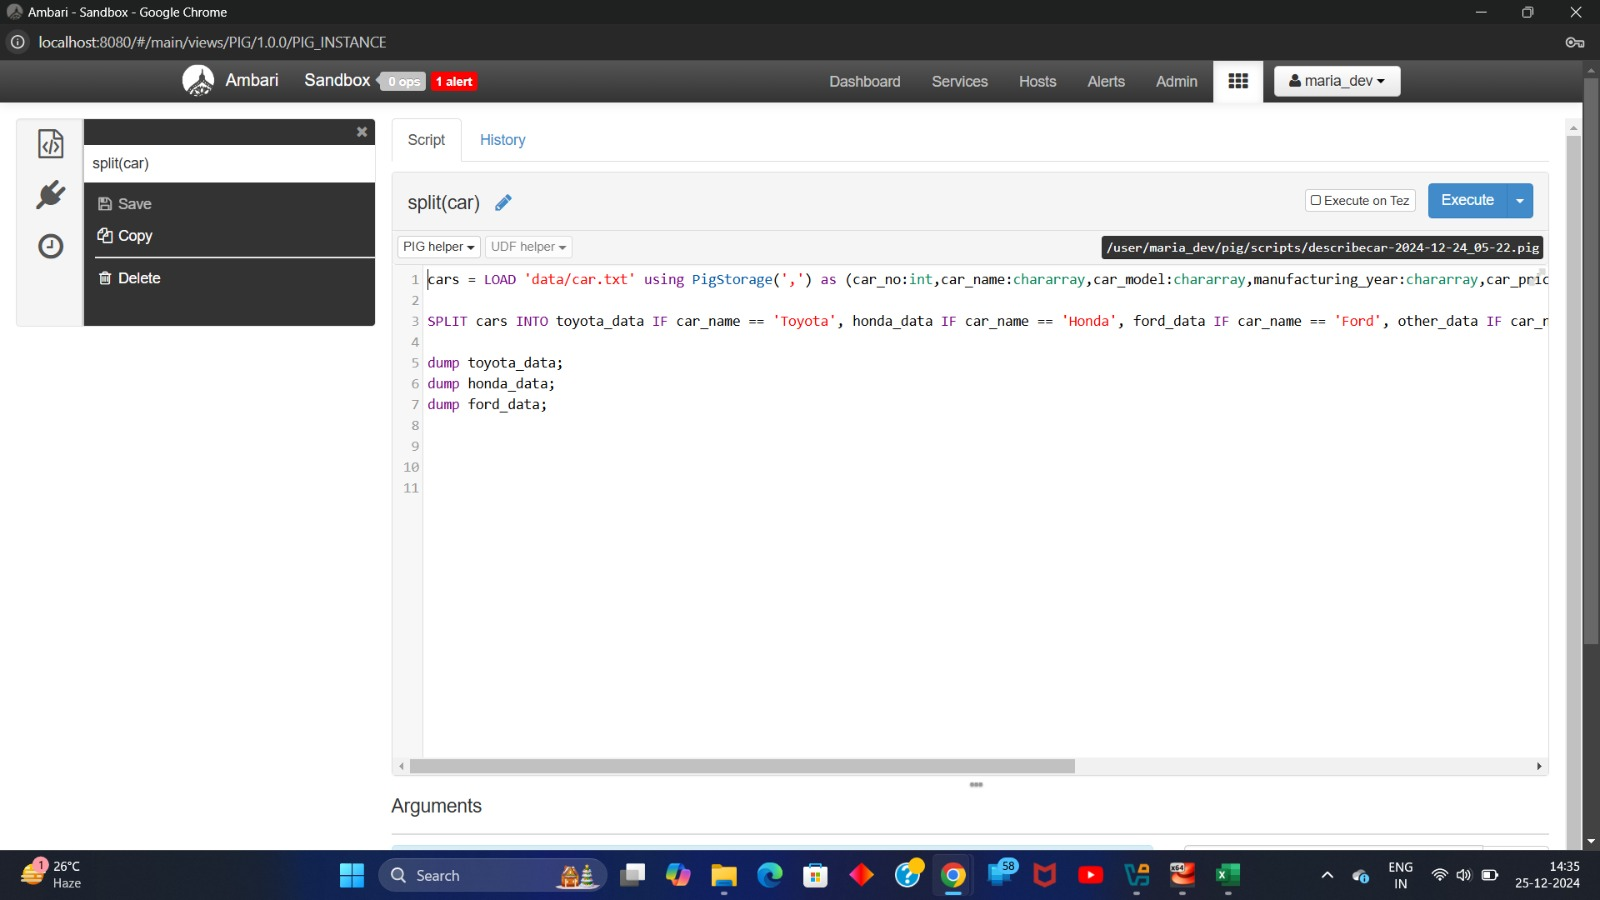 Ambari - Sandbox - Google Chrome
localhost:8080/#/main/views/PIG/1.0.0/PIG_INSTANCE
Ambari Sandbox 0 ops 1 alert Dashboard Services Hosts Alerts Admin maria_dev
split(car)
Save
Copy
Delete
Script History
split(car) Execute on Tez Execute
PIG helper UDF helper /user/maria_dev/pig/scripts/describecar-2024-12-24_05-22.pig
1 cars = LOAD 'data/car.txt' using PigStorage(',') as (car_no:int,car_name:chararray,car_model:chararray,manufacturing_year:chararray,car_pric
2
3 SPLIT cars INTO toyota_data IF car_name == 'Toyota', honda_data IF car_name == 'Honda', ford_data IF car_name == 'Ford', other_data IF car_n
4
5 dump toyota_data;
6 dump honda_data;
7 dump ford_data;
8
9
10
11
Arguments
1 26°C
Haze
Search
58
X64
ENG
IN
14:35
25-12-2024